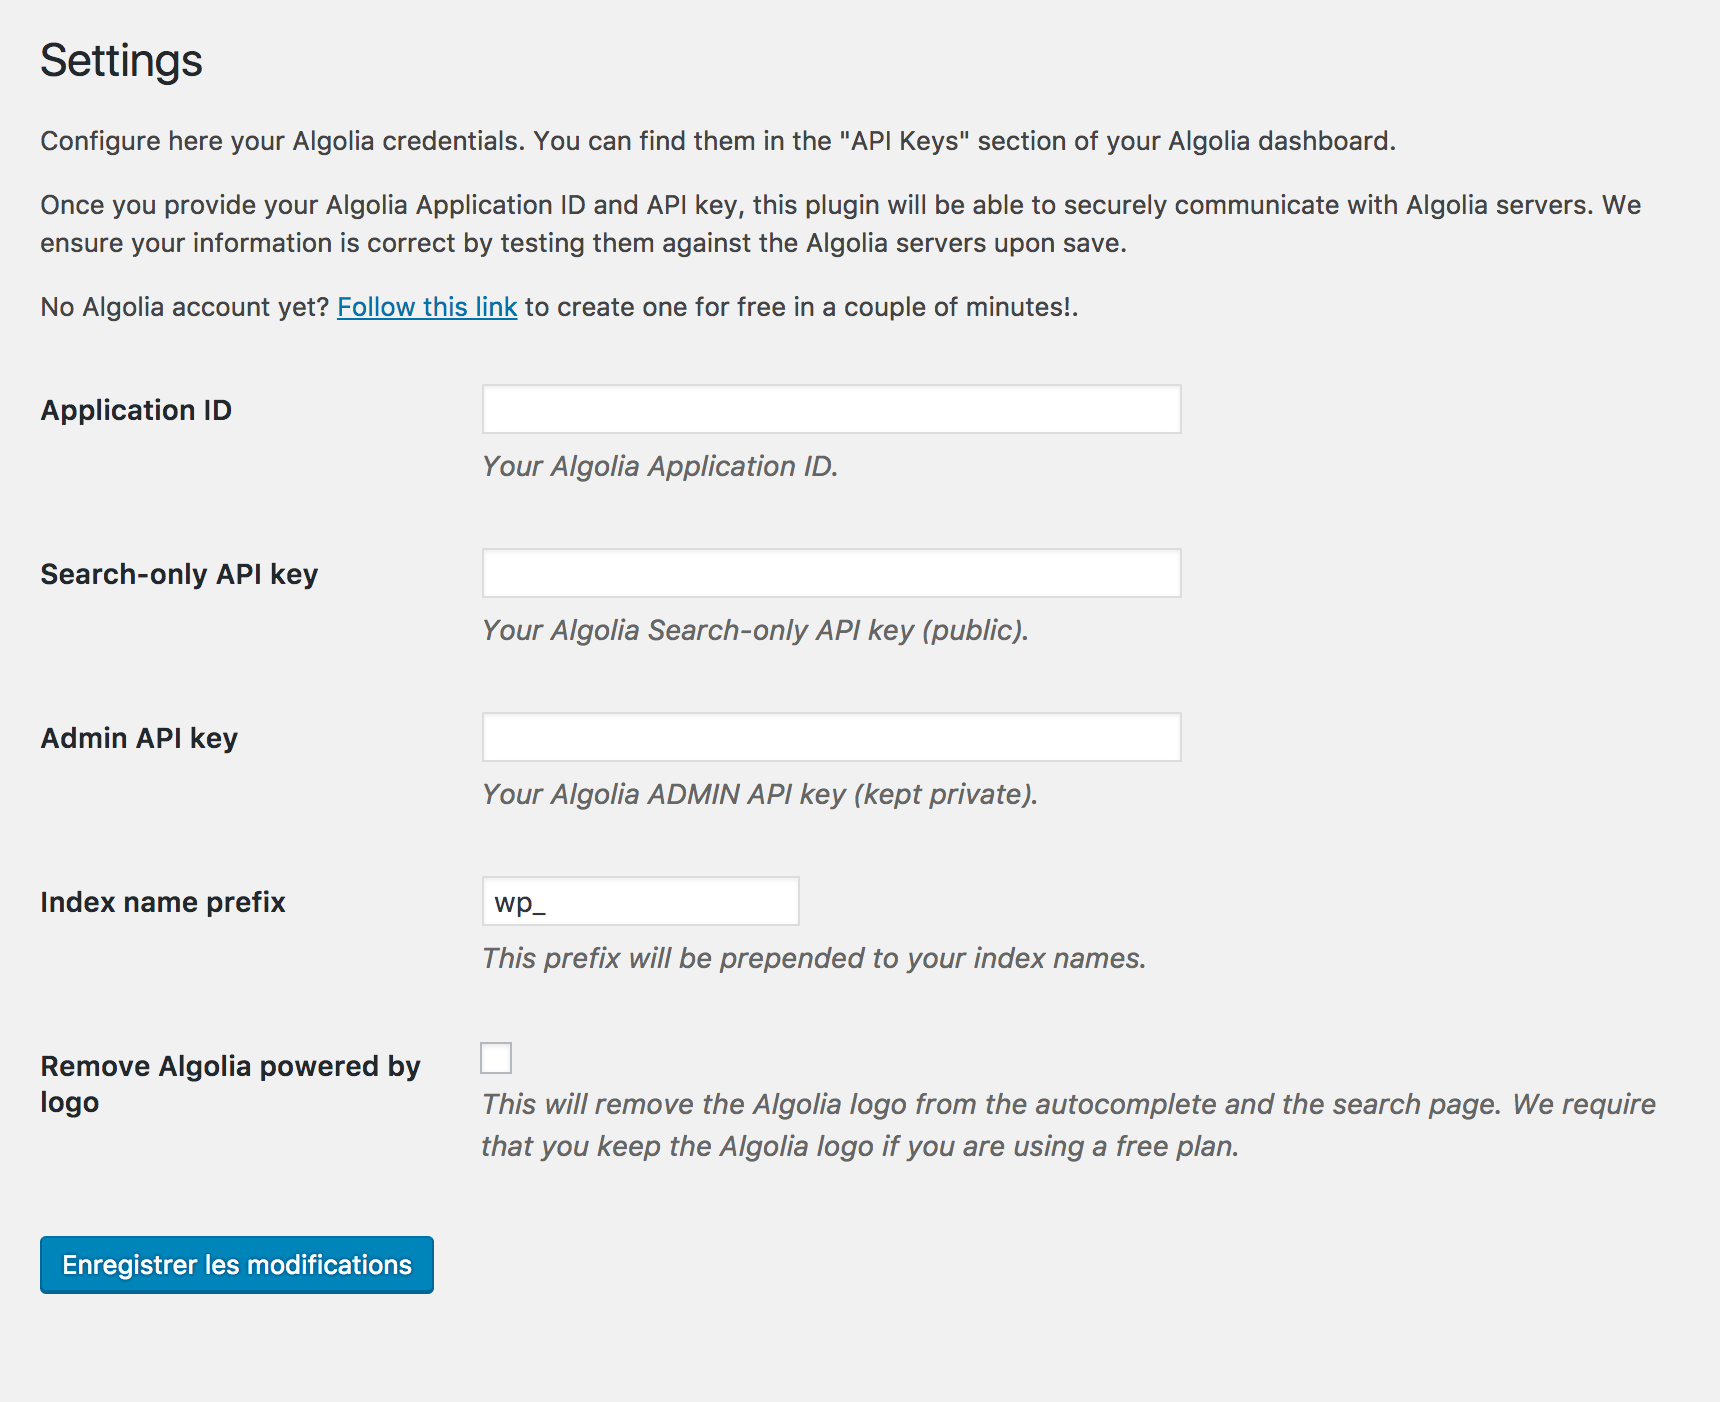 Settings
Configure here your Algolia credentials. You can find them in the "API Keys" section of your Algolia dashboard.
Once you provide your Algolia Application ID and API key, this plugin will be able to securely communicate with Algolia servers. We
ensure your information is correct by testing them against the Algolia servers upon save.
No Algolia account yet? Follow this link to create one for free in a couple of minutes!.
Application ID
Your Algolia Application ID.
Search-only API key
Your Algolia Search-only API key (public).
Admin API key
Your Algolia ADMIN API key (kept private).
Index name prefix
wp_
This prefix will be prepended to your index names.
Remove Algolia powered by
logo
This will remove the Algolia logo from the autocomplete and the search page. We require
that you keep the Algolia logo if you are using a free plan.
Enregistrer les modifications